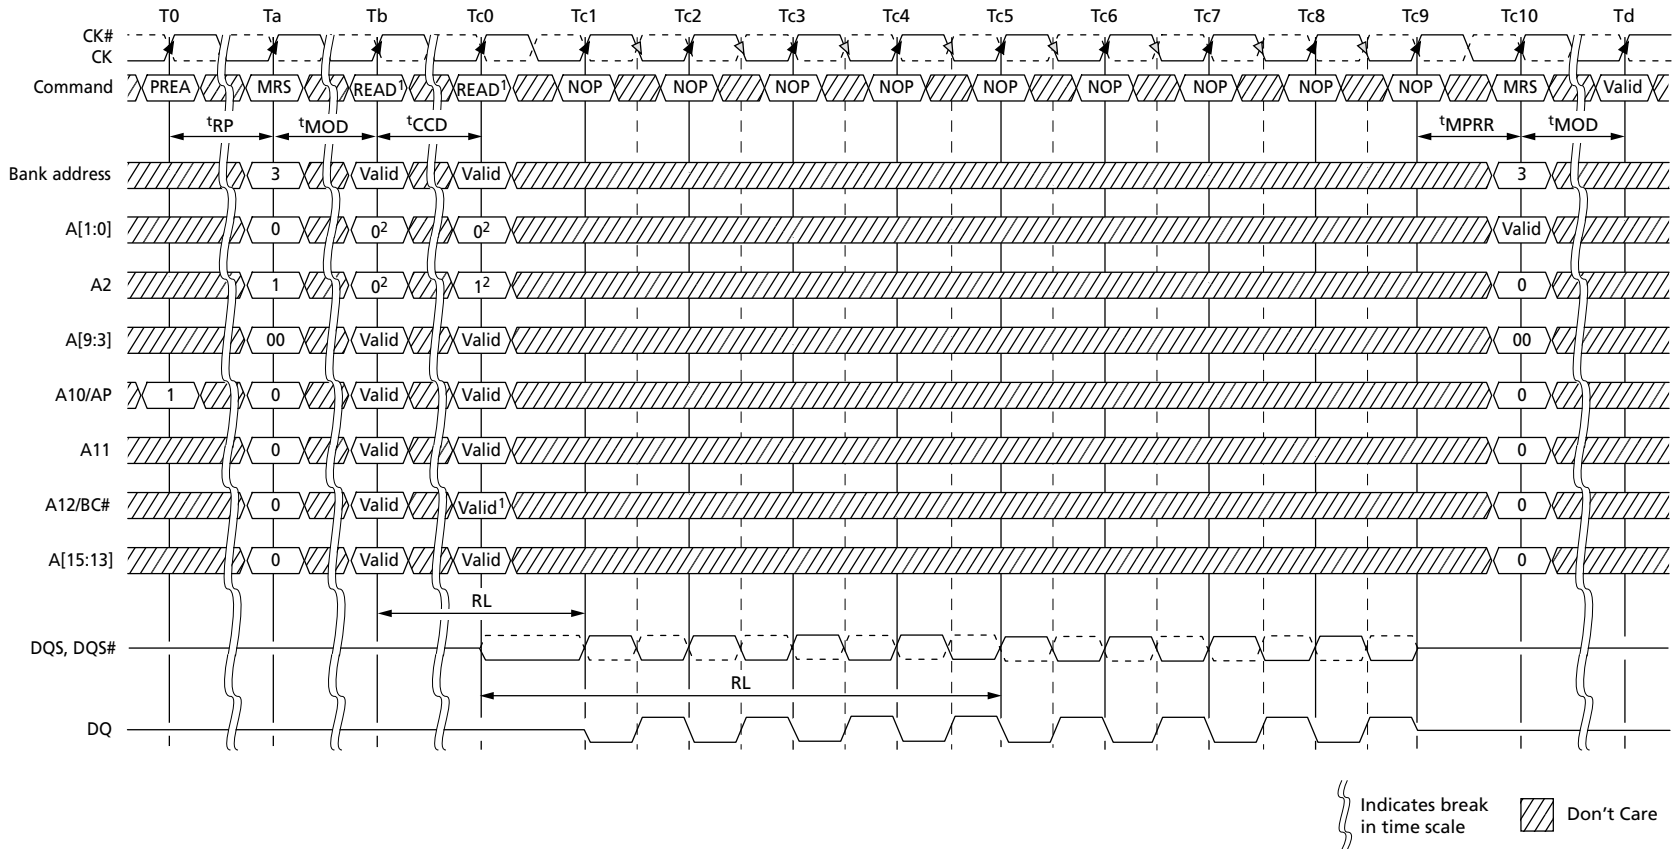 T0 Ta Tb Tc0 Tc1 Tc2 Tc3 Tc4 Tc5 Tc6 Tc7 Tc8 Tc9 Tc10 Td
CK#
CK
Command PREA MRS READ1 READ1 NOP NOP NOP NOP NOP NOP NOP NOP NOP MRS Valid
tRP tMOD tCCD tMPRR tMOD
Bank address 3 Valid Valid 3
A[1:0] 0 02 02 Valid
A2 1 02 12 0
A[9:3] 00 Valid Valid 00
A10/AP 1 0 Valid Valid 0
A11 0 Valid Valid 0
A12/BC# 0 Valid Valid1 0
A[15:13] 0 Valid Valid 0
RL
DQS, DQS#
RL
DQ
Indicates break
in time scale
Don't Care